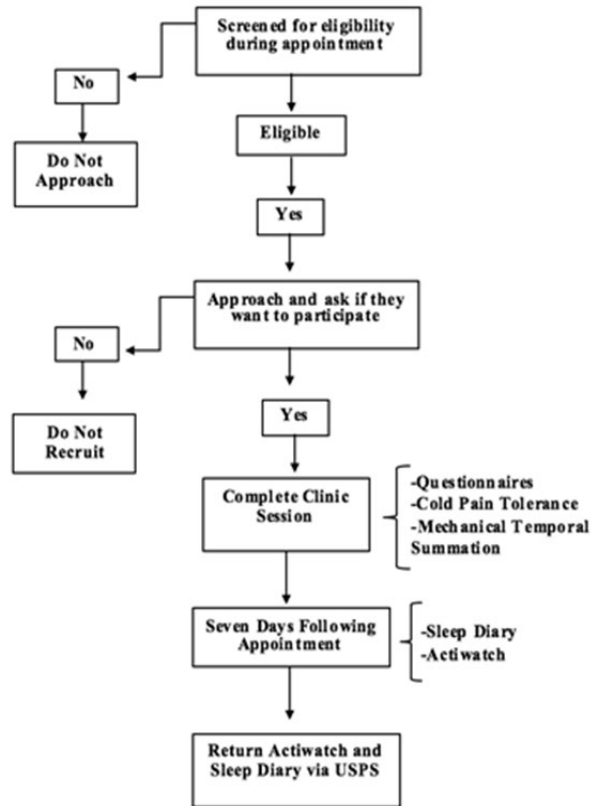 Screened for eligibility
during appointment
No
Do Not
Approach
Eligible
Yes
Approach and ask if they
want to participate
No
Do Not
Recruit
Yes
Complete Clinic
Session
-Questionnaires
-Cold Pain Tolerance
-Mechanical Temporal
Summation
Seven Days Following
Appointment
-Sleep Diary
-Actiwatch
Return Actiwatch and
Sleep Diary via USPS